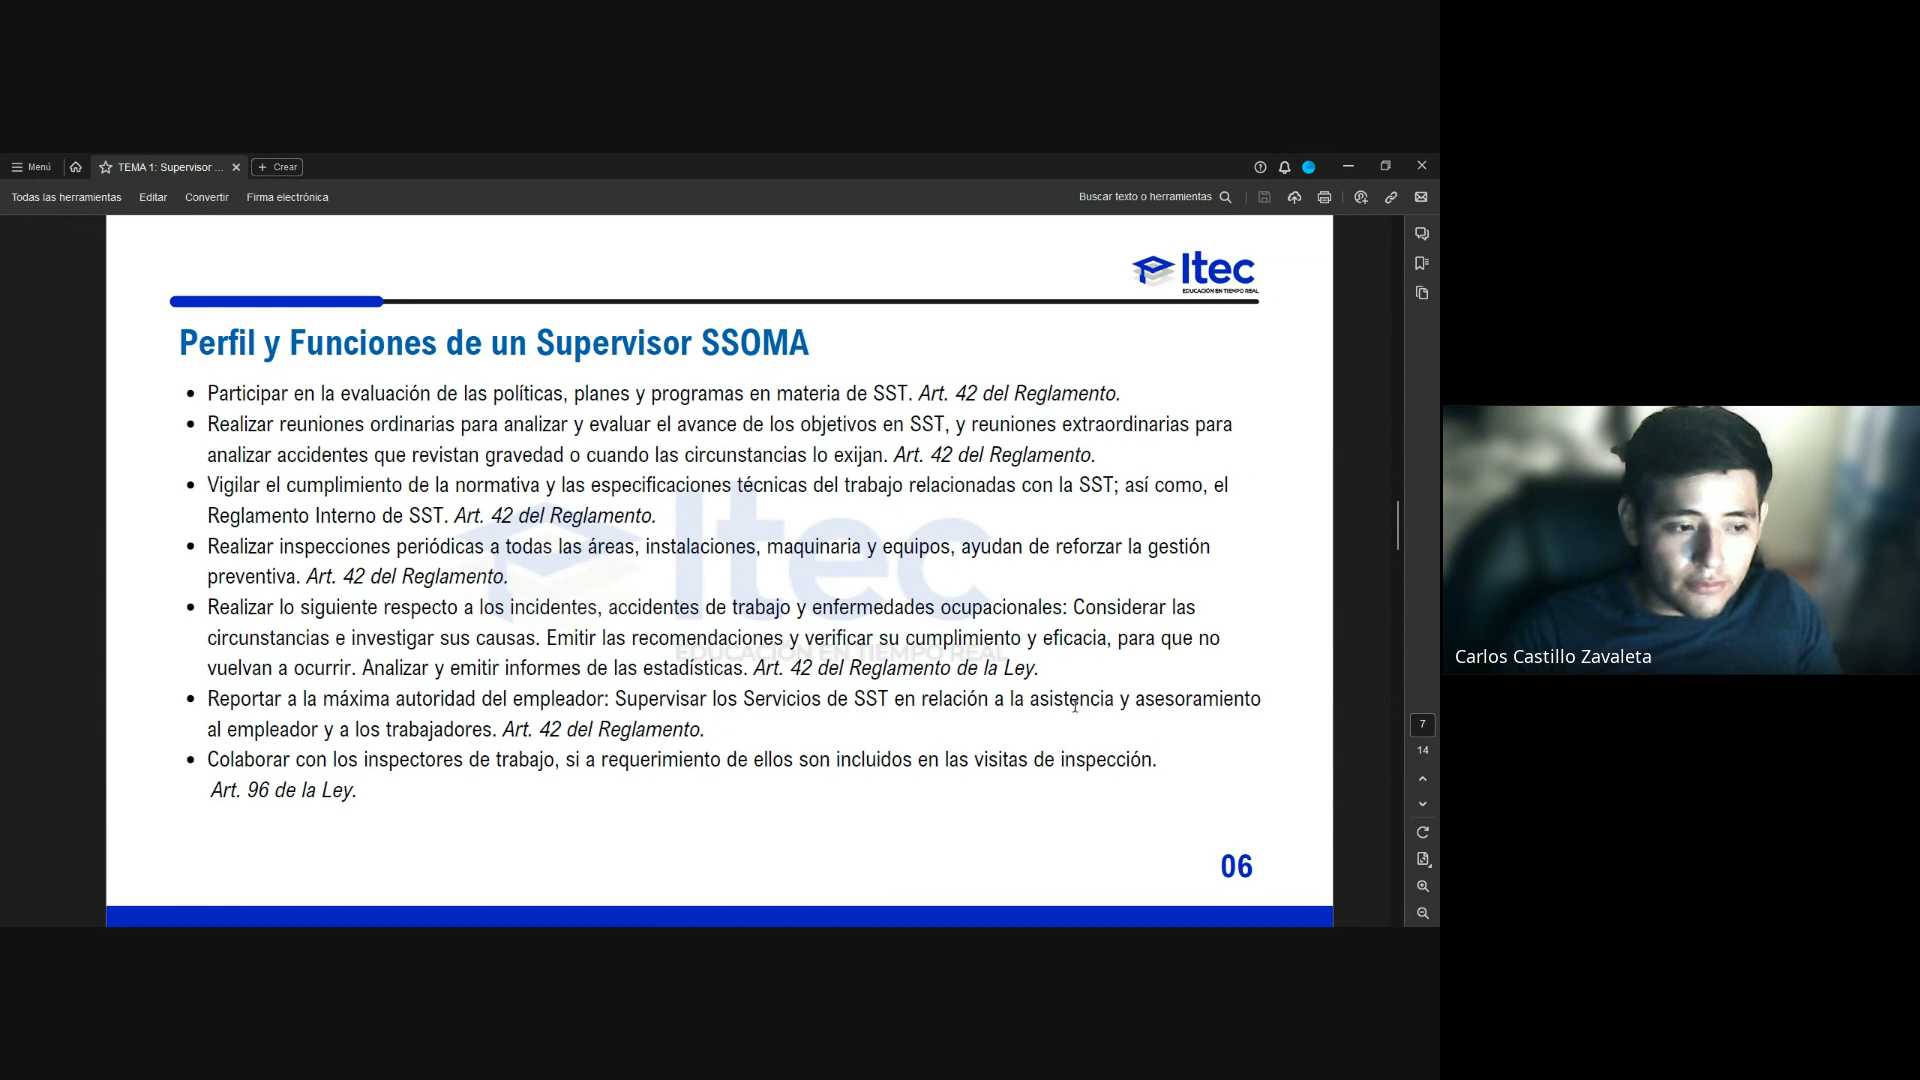 Menú
TEMA 1: Supervisor ...
Crear
Todas las herramientas
Editar
Convertir
Firma electrónica
Buscar texto o herramientas
Itec
EDUCACIÓN EN TIEMPO REAL
Perfil y Funciones de un Supervisor SSOMA
• Participar en la evaluación de las políticas, planes y programas en materia de SST. Art. 42 del Reglamento.
• Realizar reuniones ordinarias para analizar y evaluar el avance de los objetivos en SST, y reuniones extraordinarias para
analizar accidentes que revistan gravedad o cuando las circunstancias lo exijan. Art. 42 del Reglamento.
• Vigilar el cumplimiento de la normativa y las especificaciones técnicas del trabajo relacionadas con la SST; así como, el
Reglamento Interno de SST. Art. 42 del Reglamento.
• Realizar inspecciones periódicas a todas las áreas, instalaciones, maquinaria y equipos, ayudan de reforzar la gestión
preventiva. Art. 42 del Reglamento.
• Realizar lo siguiente respecto a los incidentes, accidentes de trabajo y enfermedades ocupacionales: Considerar las
circunstancias e investigar sus causas. Emitir las recomendaciones y verificar su cumplimiento y eficacia, para que no
vuelvan a ocurrir. Analizar y emitir informes de las estadísticas. Art. 42 del Reglamento de la Ley.
• Reportar a la máxima autoridad del empleador: Supervisar los Servicios de SST en relación a la asistencia y asesoramiento
al empleador y a los trabajadores. Art. 42 del Reglamento.
• Colaborar con los inspectores de trabajo, si a requerimiento de ellos son incluidos en las visitas de inspección.
Art. 96 de la Ley.
Itec
EDUCACIÓN EN TIEMPO REAL
06
7
14
Carlos Castillo Zavaleta